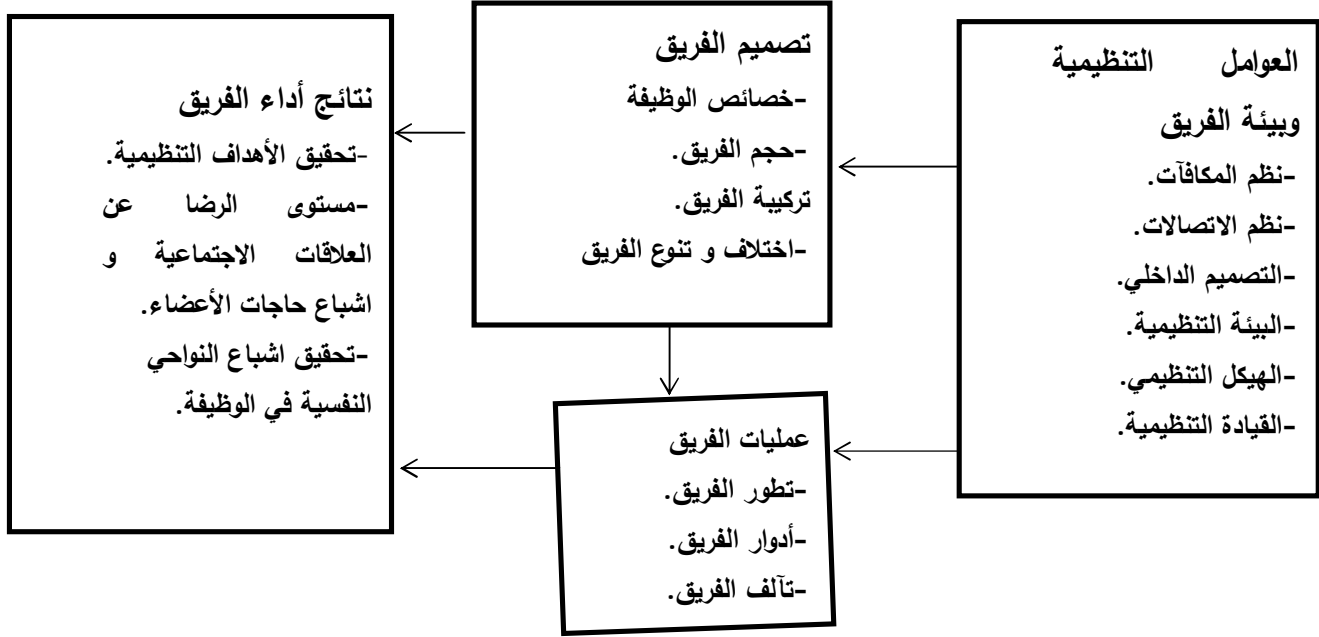 العوامل التنظيمية
وبيئة الفريق
-نظم المكافآت.
-نظم الاتصالات.
-التصميم الداخلي.
-البيئة التنظيمية.
-الهيكل التنظيمي.
-القيادة التنظيمية.
تصميم الفريق
-خصائص الوظيفة
-حجم الفريق.
تركيبة الفريق.
-اختلاف و تنوع الفريق
عمليات الفريق
-تطور الفريق.
-أدوار الفريق.
-تآلف الفريق.
نتائج أداء الفريق
-تحقيق الأهداف التنظيمية.
-مستوى الرضا عن
العلاقات الاجتماعية و
اشباع حاجات الأعضاء.
-تحقيق اشباع النواحي
النفسية في الوظيفة.